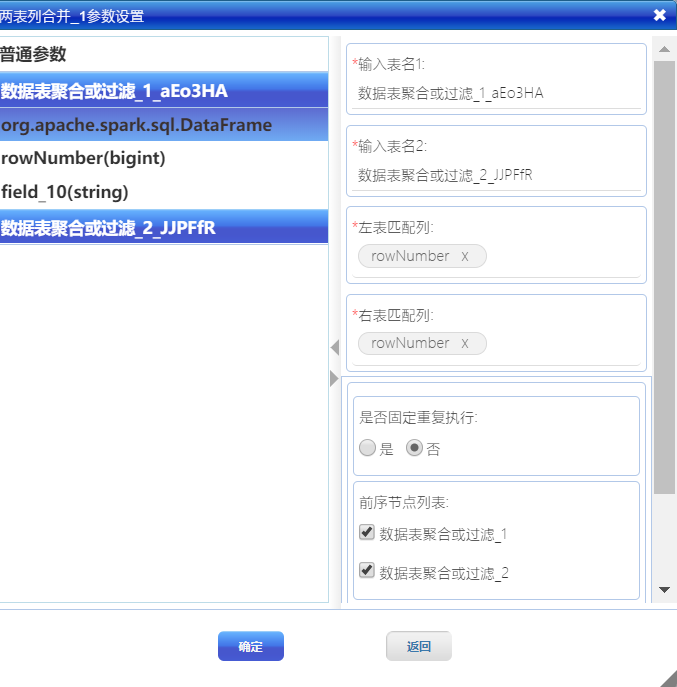 两表列合并_1参数设置
普通参数
数据表聚合或过滤_1_aEo3HA
org.apache.spark.sql.DataFrame
rowNumber(bigint)
field_10(string)
数据表聚合或过滤_2_JJPFfR
*输入表名1:
数据表聚合或过滤_1_aEo3HA
*输入表名2:
数据表聚合或过滤_2_JJPFfR
*左表匹配列:
rowNumber x
*右表匹配列:
rowNumber x
是否固定重复执行:
是 否
前序节点列表:
数据表聚合或过滤_1
数据表聚合或过滤_2
确定 返回